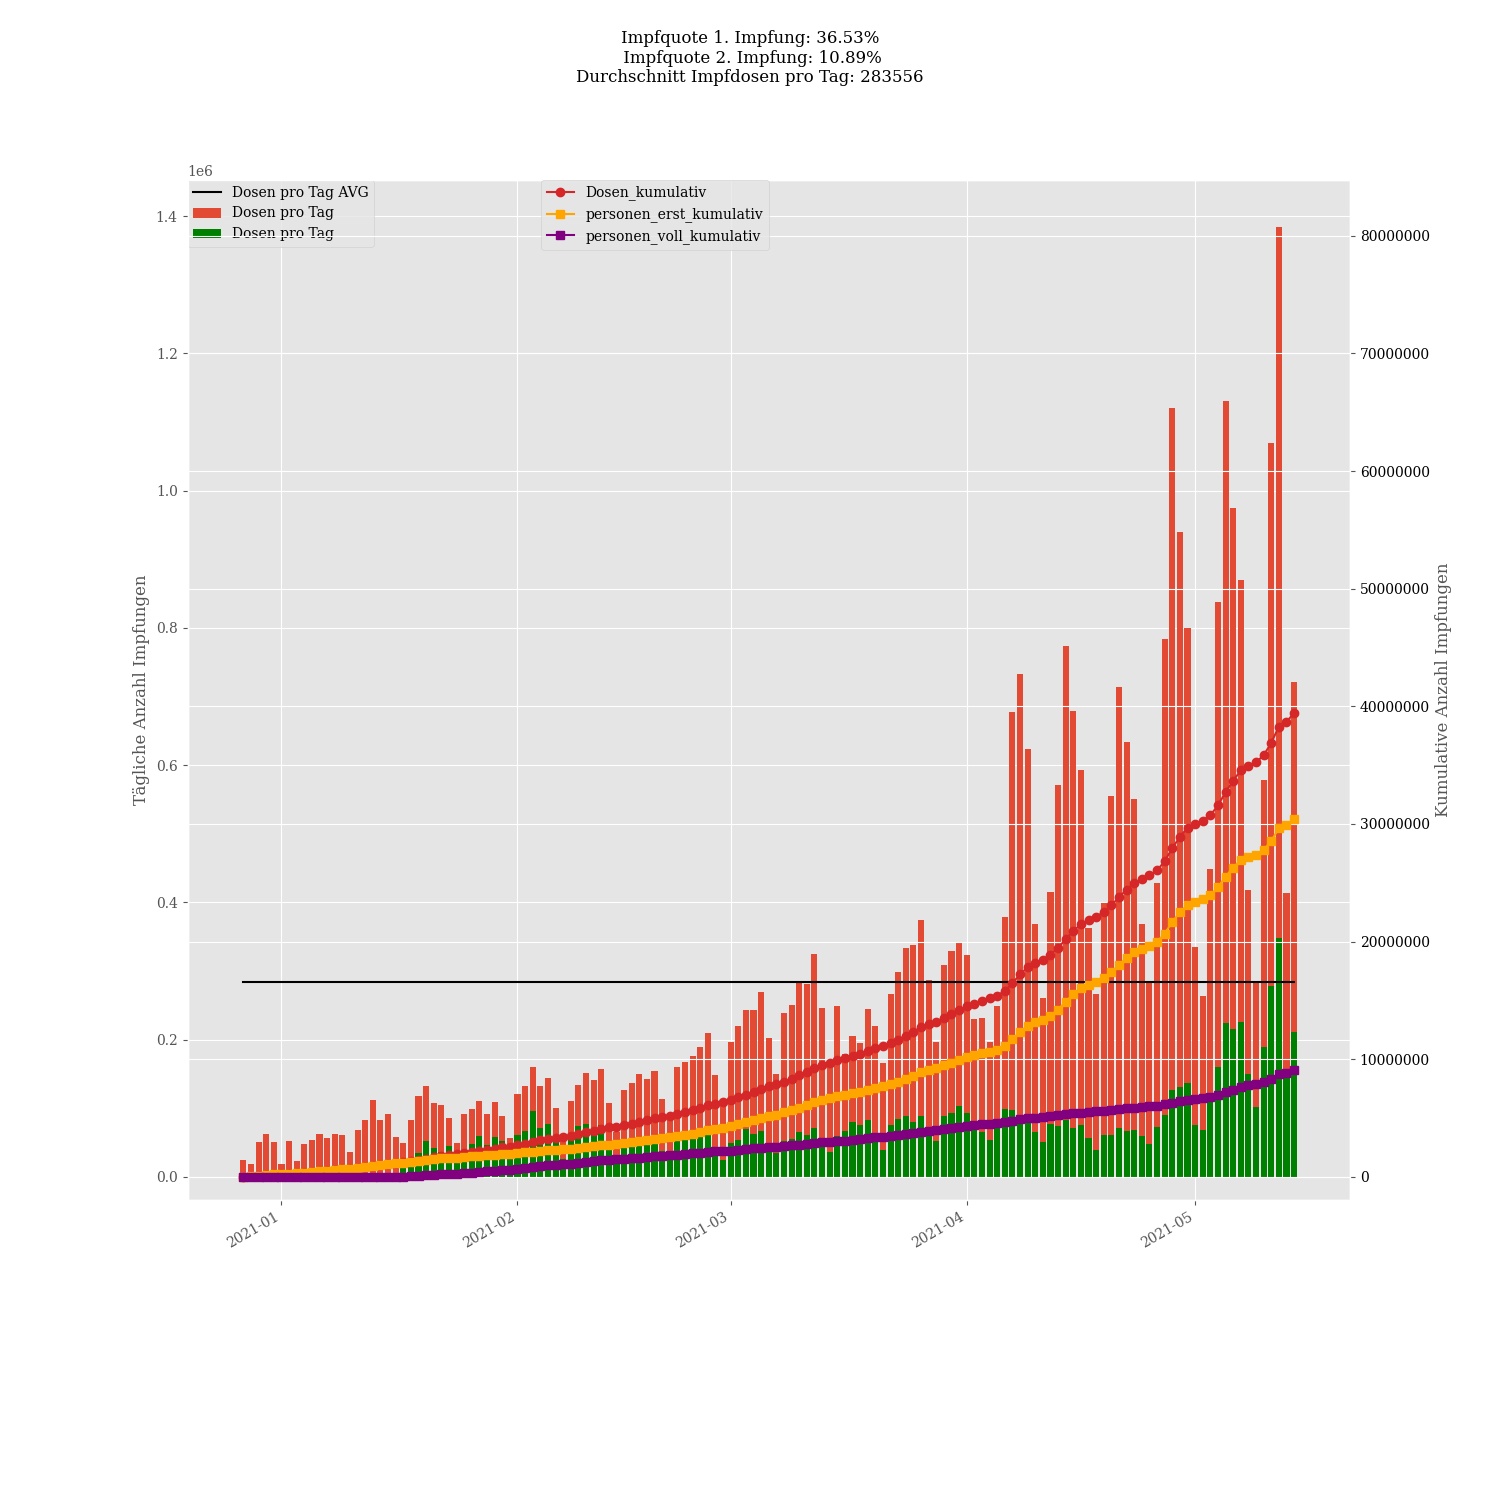 Impfquote 1. Impfung: 36.53%
Impfquote 2. Impfung: 10.89%
Durchschnitt Impfdosen pro Tag: 283556
1e6
Dosen pro Tag AVG
Dosen pro Tag
Dosen pro Tag
Dosen_kumulativ
personen_erst_kumulativ
personen_voll_kumulativ
1.4
1.2
1.0
0.8
0.6
0.4
0.2
0.0
Tägliche Anzahl Impfungen
80000000
70000000
60000000
50000000
40000000
30000000
20000000
10000000
0
Kumulative Anzahl Impfungen
2021-01
2021-02
2021-03
2021-04
2021-05